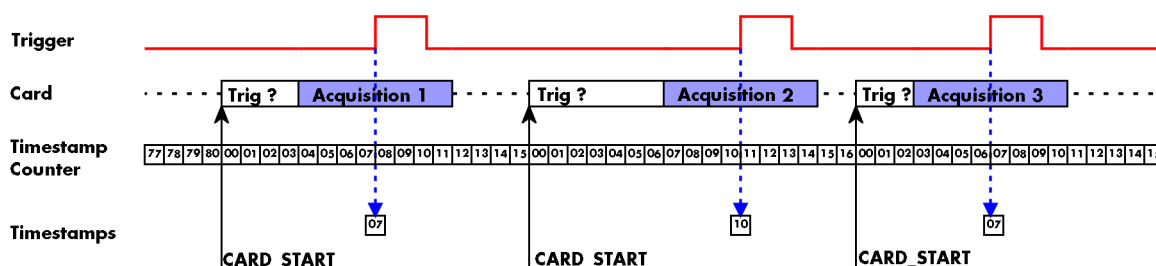 Trigger
Card
Trig ?
Acquisition 1
Trig ?
Acquisition 2
Trig ?
Acquisition 3
Timestamp
Counter
77 78 79 80 00 01 02 03 04 05 06 07 08 09 10 11 12 13 14 15 00 01 02 03 04 05 06 07 08 09 10 11 12 13 14 15 16 00 01 02 03 04 05 06 07 08 09 10 11 12 13 14 15
Timestamps
07
10
07
CARD_START
CARD_START
CARD_START